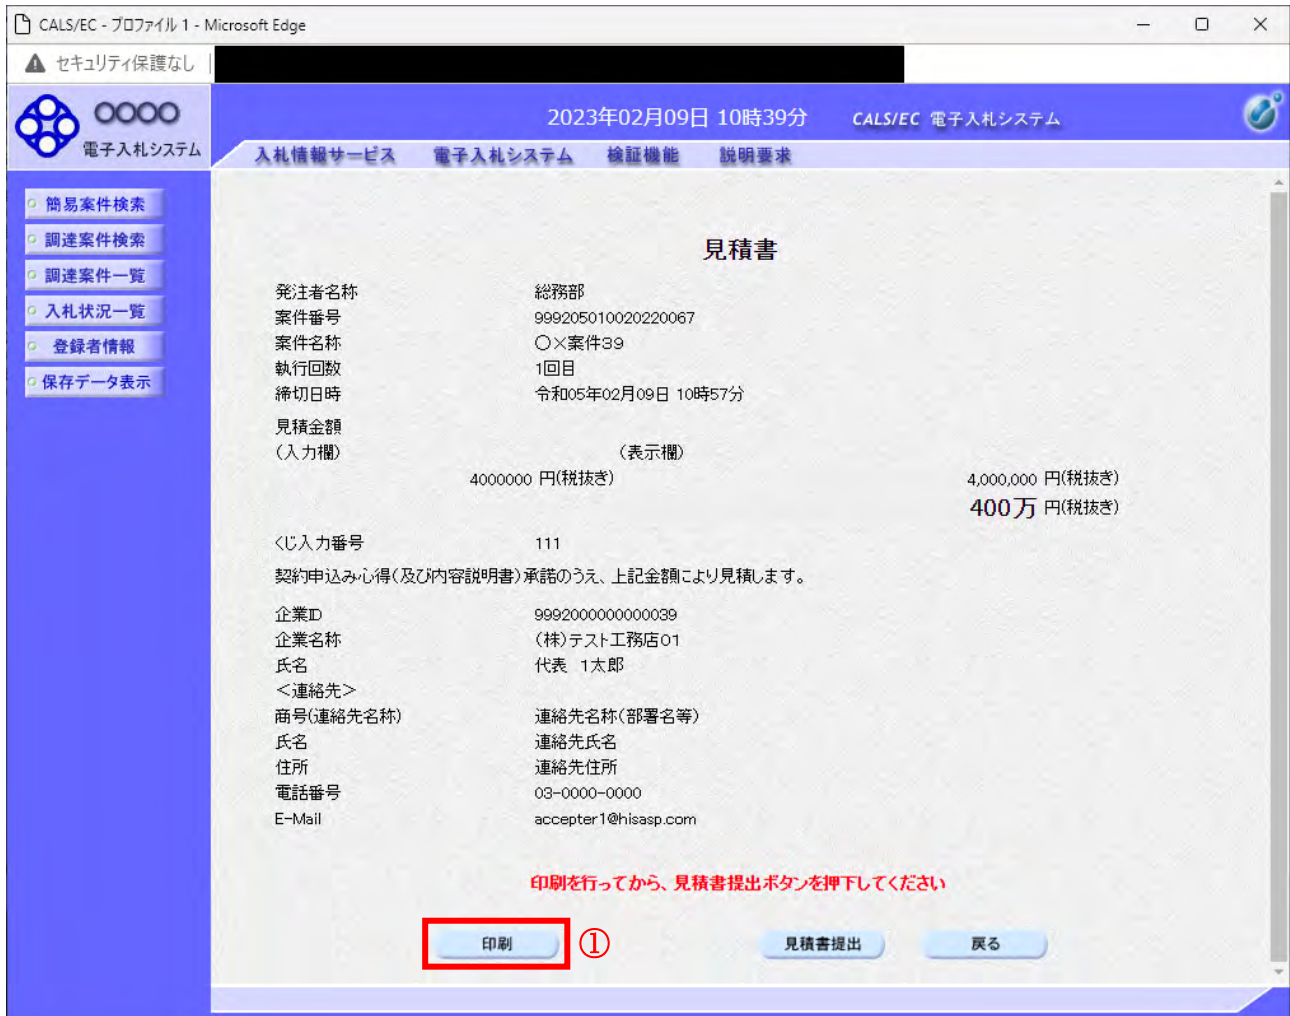 CALS/EC - プロファイル 1 - Microsoft Edge
セキュリティ保護なし
〇〇〇〇
電子入札システム
2023年02月09日 10時39分 CALS/EC 電子入札システム
入札情報サービス 電子入札システム 検証機能 説明要求
簡易案件検索
調達案件検索
調達案件一覧
入札状況一覧
登録者情報
保存データ表示
見積書
発注者名称 総務部
案件番号 999205010020220067
案件名称 〇×案件39
執行回数 1回目
締切日時 令和05年02月09日 10時57分
見積金額
(入力欄) (表示欄)
4000000 円(税抜き) 4,000,000 円(税抜き)
400万 円(税抜き)
くじ入力番号 111
契約申込み心得(及び内容説明書)承諾のうえ、上記金額により見積します。
企業ID 9992000000000039
企業名称 (株)テスト工務店01
氏名 代表 1太郎
<連絡先>
商号(連絡先名称) 連絡先名称(部署名等)
氏名 連絡先氏名
住所 連絡先住所
電話番号 03-0000-0000
E-Mail accepter1@hisasp.com
印刷を行ってから、見積書提出ボタンを押下してください
印刷 ① 見積書提出 戻る